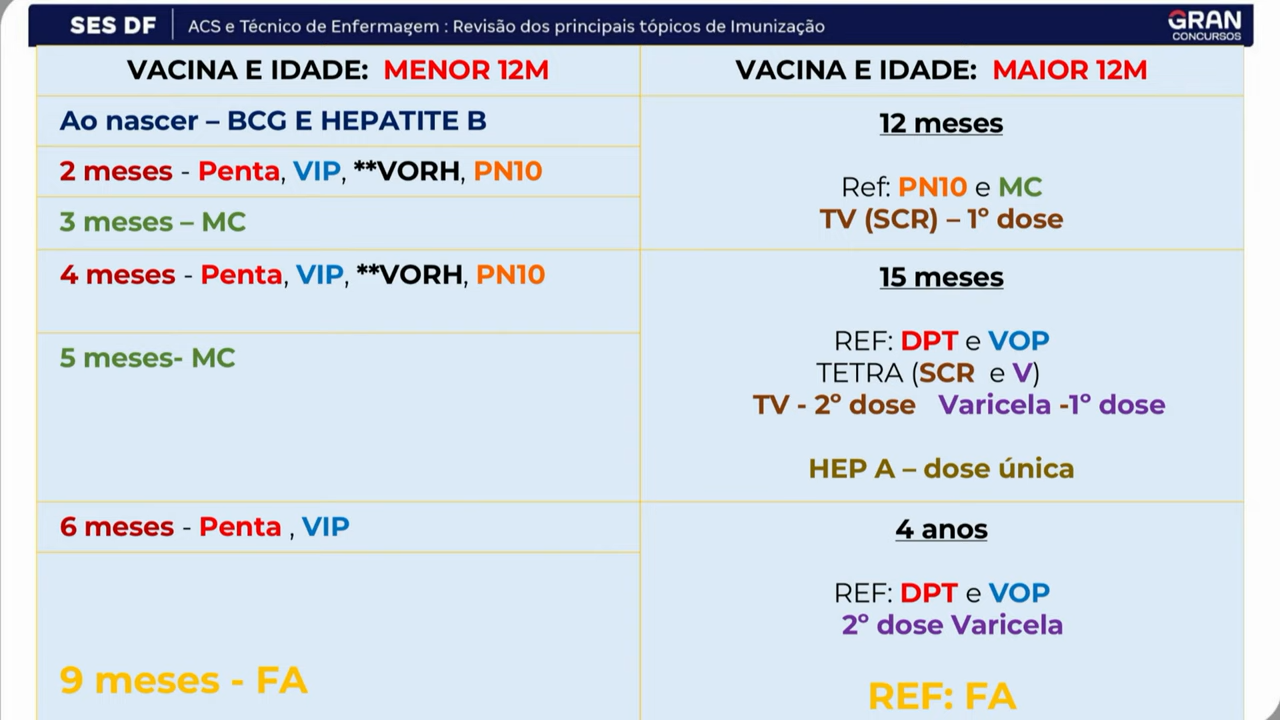 SES DF
ACS e Técnico de Enfermagem : Revisão dos principais tópicos de Imunização
GRAN
CONCURSOS
VACINA E IDADE: MENOR 12M
Ao nascer – BCG E HEPATITE B
2 meses - Penta, VIP, **VORH, PN10
3 meses – MC
4 meses - Penta, VIP, **VORH, PN10
5 meses- MC
6 meses - Penta , VIP
9 meses - FA
VACINA E IDADE: MAIOR 12M
12 meses
Ref: PN10 e MC
TV (SCR) – 1º dose
15 meses
REF: DPT e VOP
TETRA (SCR e V)
TV - 2º dose Varicela -1º dose
HEP A – dose única
4 anos
REF: DPT e VOP
2º dose Varicela
REF: FA